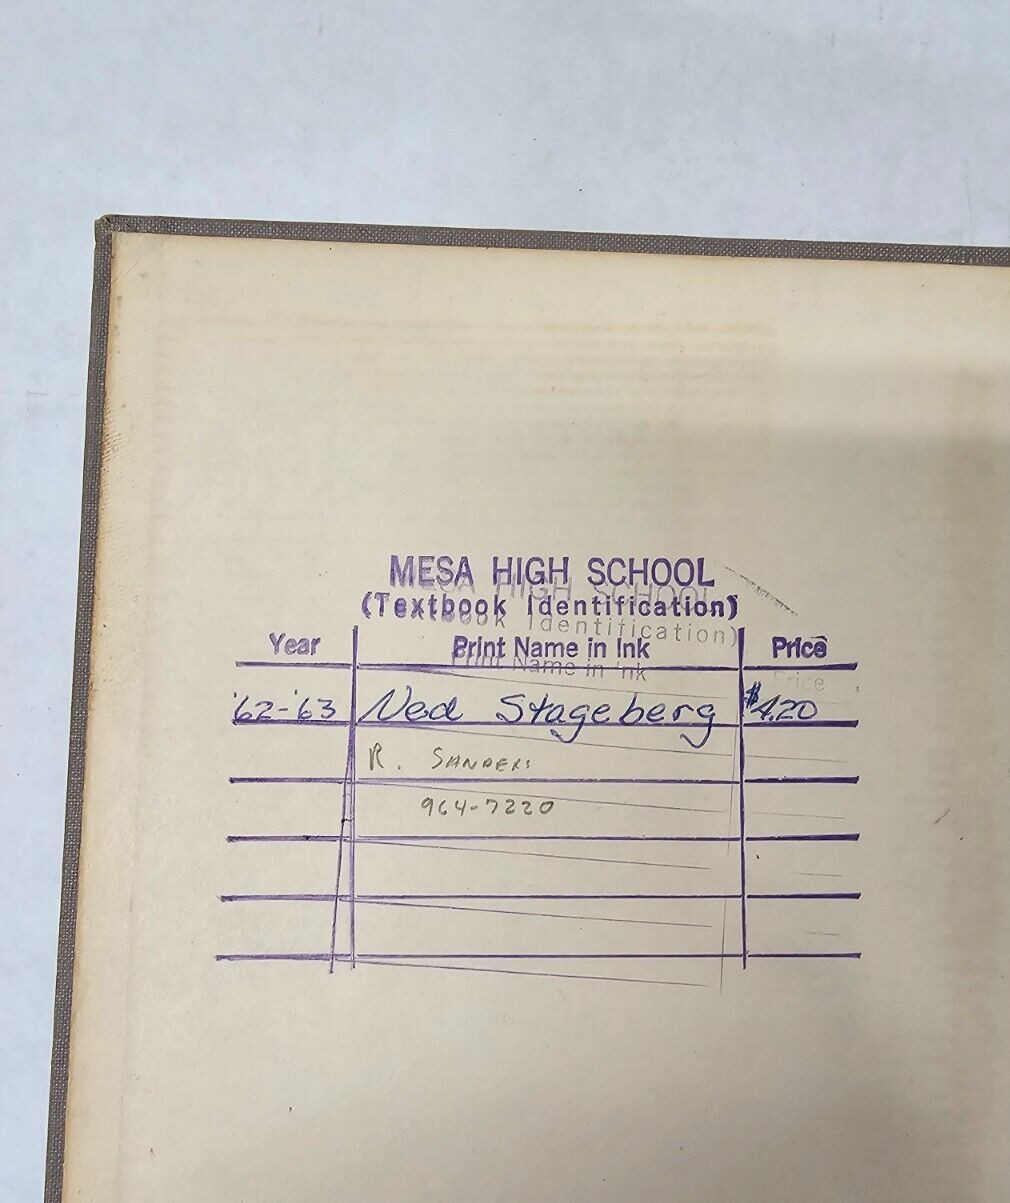 MESA HIGH SCHOOL
(Textbook Identification)
Year Print Name in Ink Price
'62-'63 Ned Stageberg $4.20
R. SANDERS
964-7220